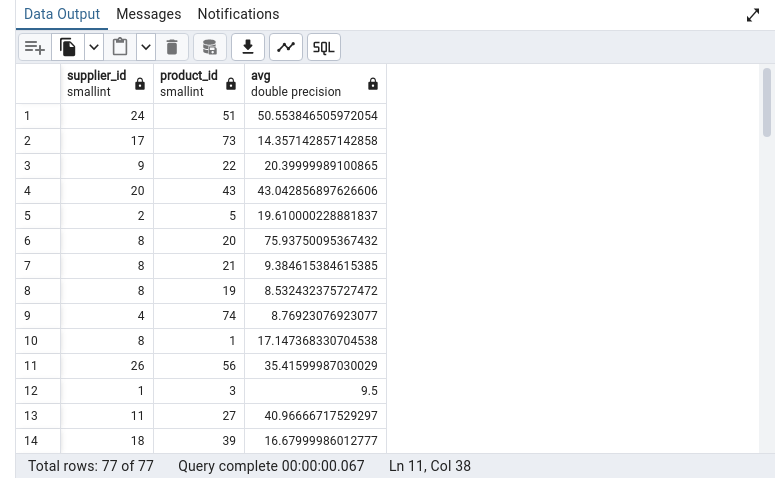 Data Output Messages Notifications
SQL
supplier_id product_id avg
smallint smallint double precision
1 24 51 50.553846505972054
2 17 73 14.357142857142858
3 9 22 20.39999989100865
4 20 43 43.042856897626606
5 2 5 19.610000228881837
6 8 20 75.93750095367432
7 8 21 9.384615384615385
8 8 19 8.532432375727472
9 4 74 8.76923076923077
10 8 1 17.147368330704538
11 26 56 35.41599987030029
12 1 3 9.5
13 11 27 40.96666717529297
14 18 39 16.67999986012777
Total rows: 77 of 77 Query complete 00:00:00.067 Ln 11, Col 38